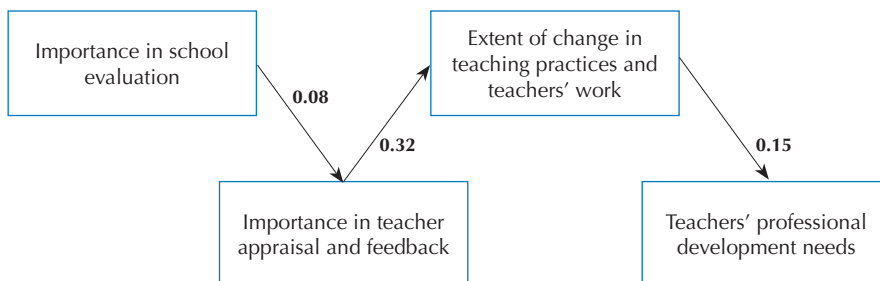 Importance in school
evaluation
0.08
Importance in teacher
appraisal and feedback
0.32
Extent of change in
teaching practices and
teachers’ work
0.15
Teachers’ professional
development needs